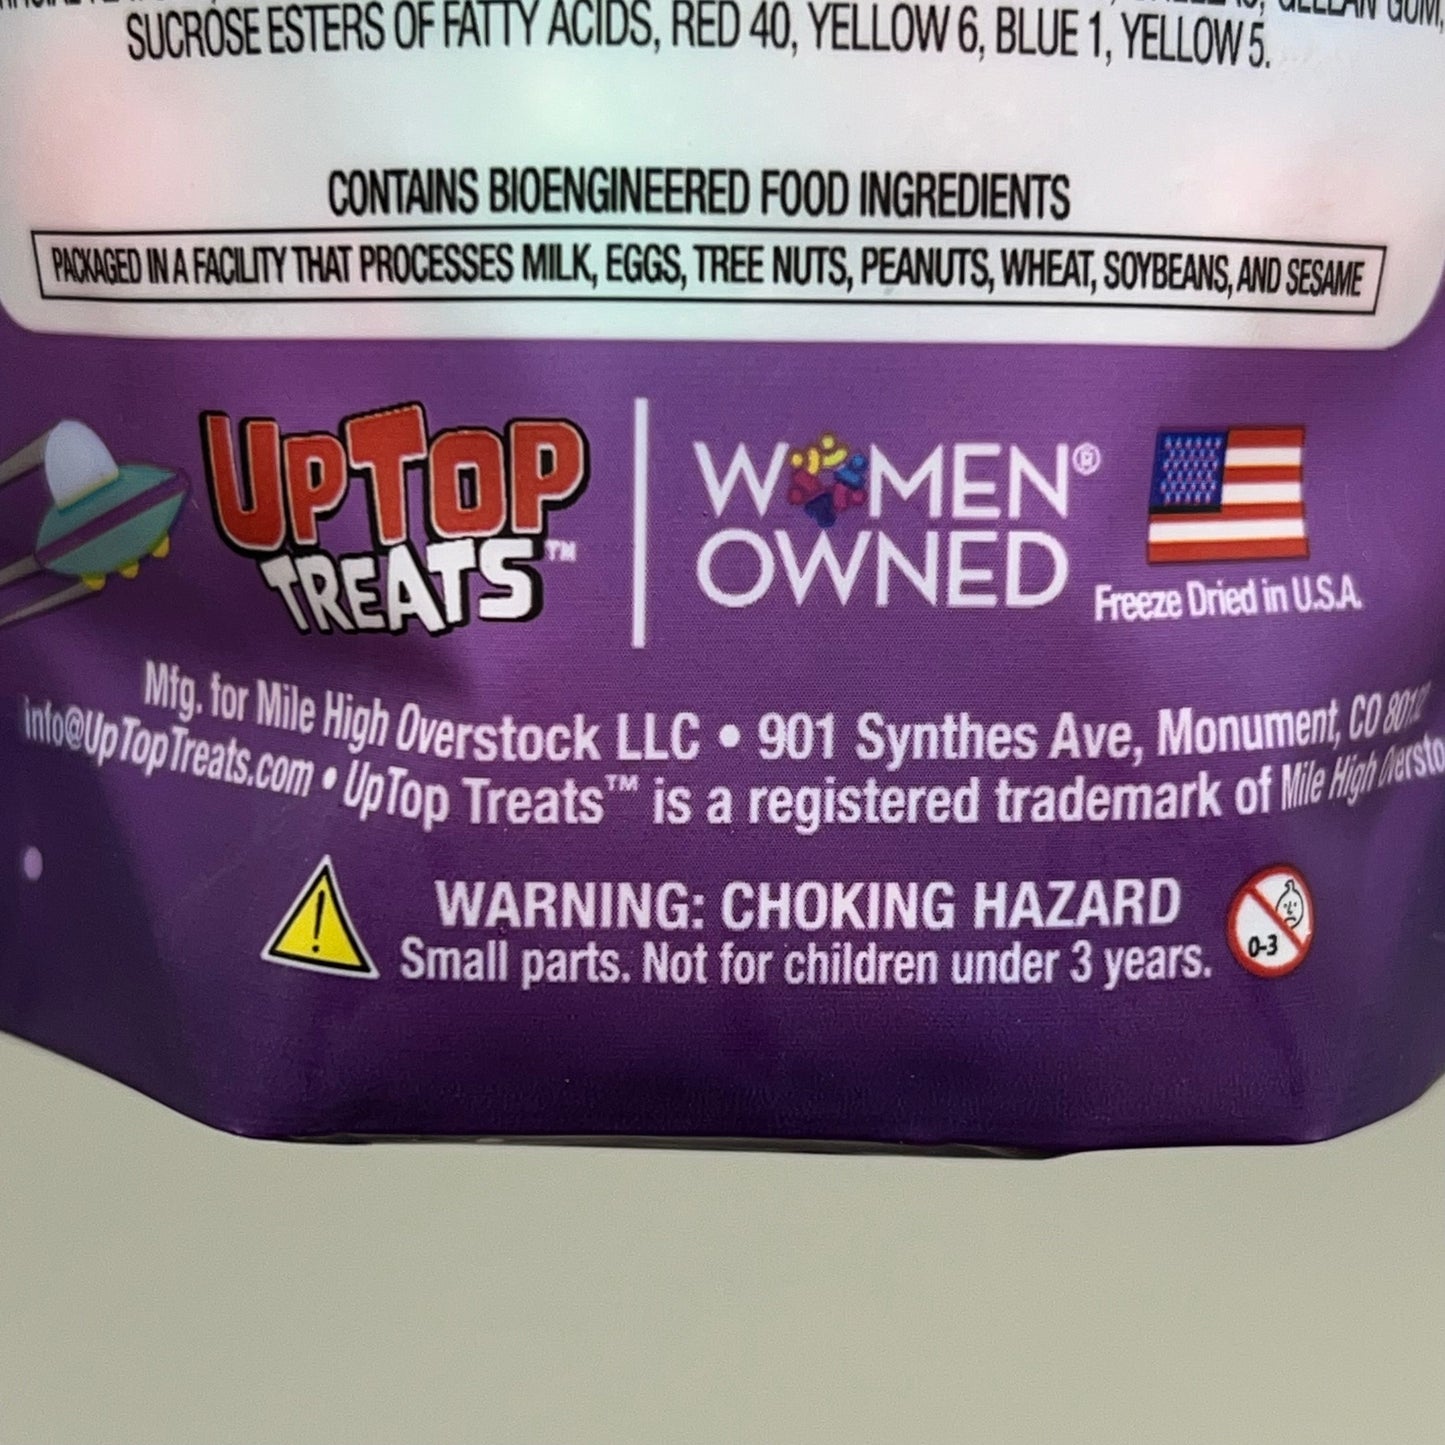 GELLAN GUM,
SUCROSE ESTERS OF FATTY ACIDS, RED 40, YELLOW 6, BLUE 1, YELLOW 5.
CONTAINS BIOENGINEERED FOOD INGREDIENTS
PACKAGED IN A FACILITY THAT PROCESSES MILK, EGGS, TREE NUTS, PEANUTS, WHEAT, SOYBEANS, AND SESAME
UPTOP
TREATS™
WOMEN®
OWNED
Freeze Dried in U.S.A.
Mfg. for Mile High Overstock LLC • 901 Synthes Ave, Monument, CO
info@UpTopTreats.com • UpTop Treats™ is a registered trademark of Mile High
WARNING: CHOKING HAZARD
Small parts. Not for children under 3 years.
0-3